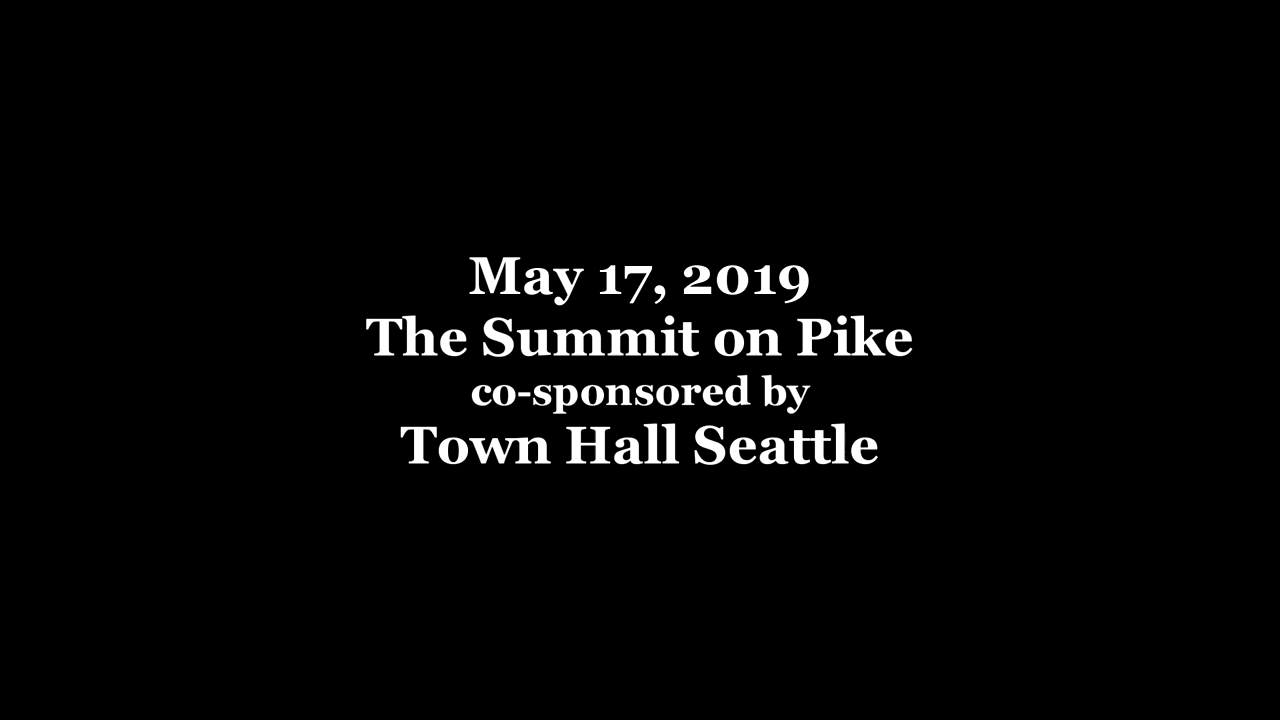 May 17, 2019
The Summit on Pike
co-sponsored by
Town Hall Seattle